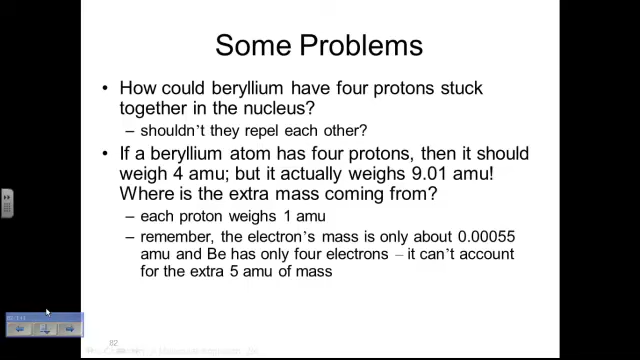 Some Problems
• How could beryllium have four protons stuck
together in the nucleus?
– shouldn't they repel each other?
• If a beryllium atom has four protons, then it should
weigh 4 amu; but it actually weighs 9.01 amu!
Where is the extra mass coming from?
– each proton weighs 1 amu
– remember, the electron's mass is only about 0.00055
amu and Be has only four electrons – it can't account
for the extra 5 amu of mass
82